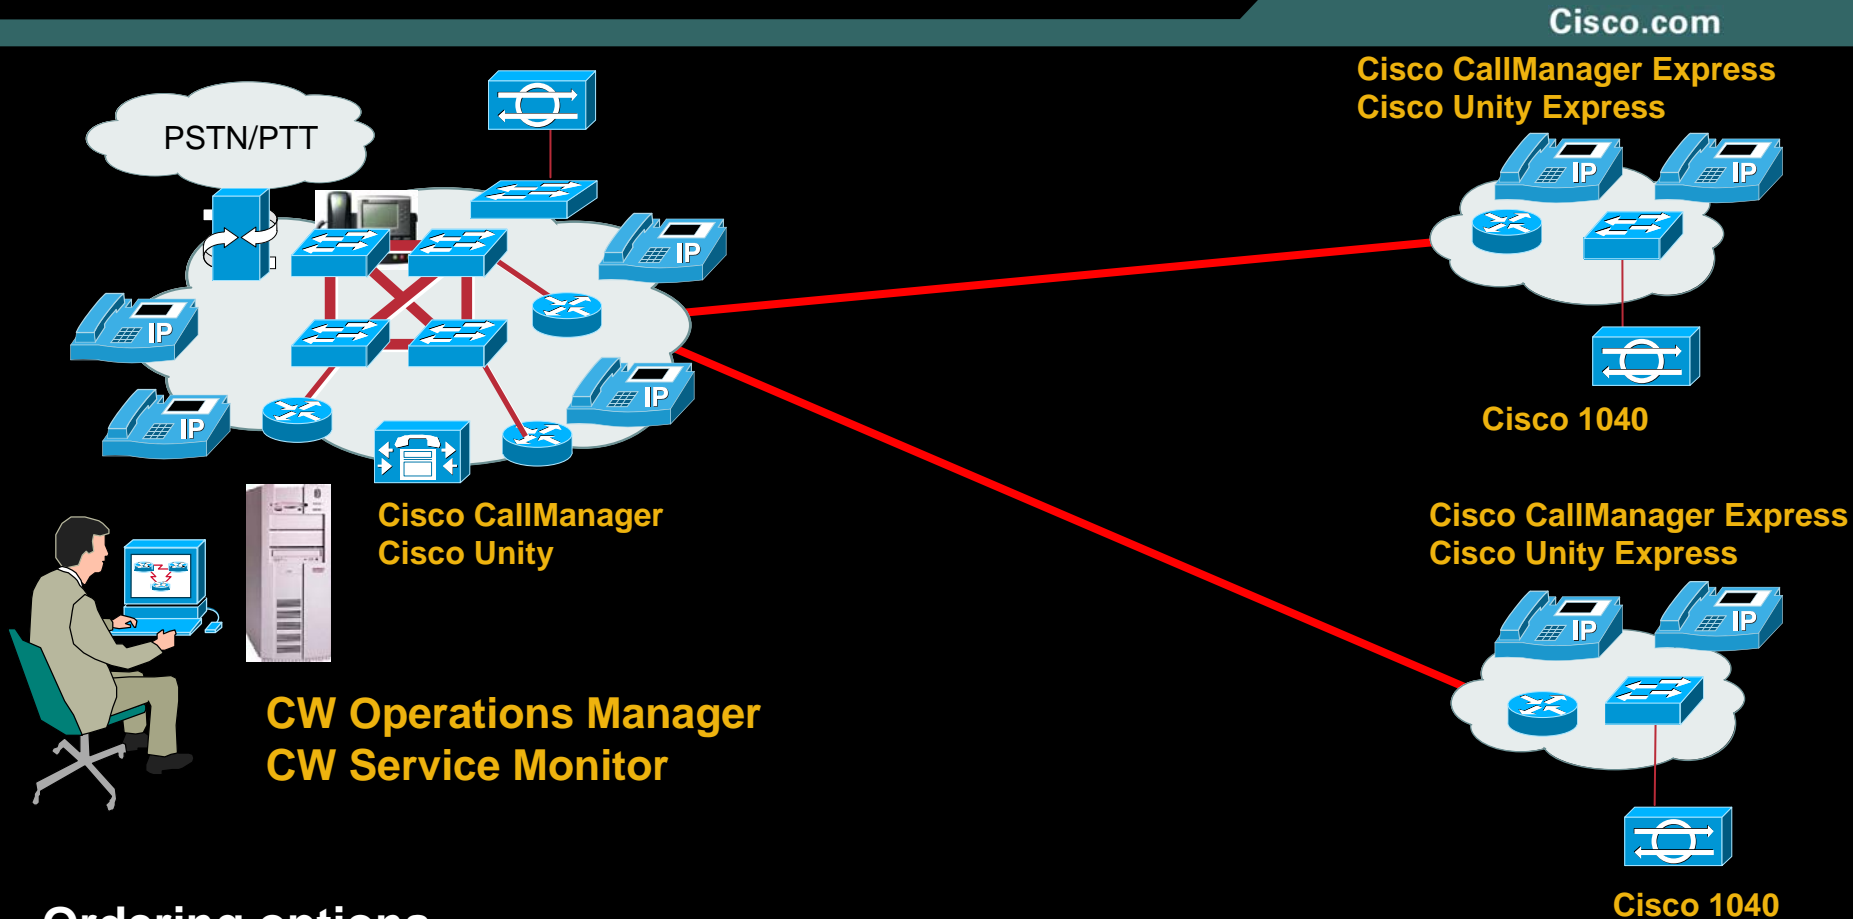 Cisco.com
Cisco CallManager Express
Cisco Unity Express
PSTN/PTT
IP
IP
IP
IP
IP
IP
Cisco 1040
Cisco CallManager
Cisco Unity
Cisco CallManager Express
Cisco Unity Express
IP
IP
CW Operations Manager
CW Service Monitor
Cisco 1040
Ordering options